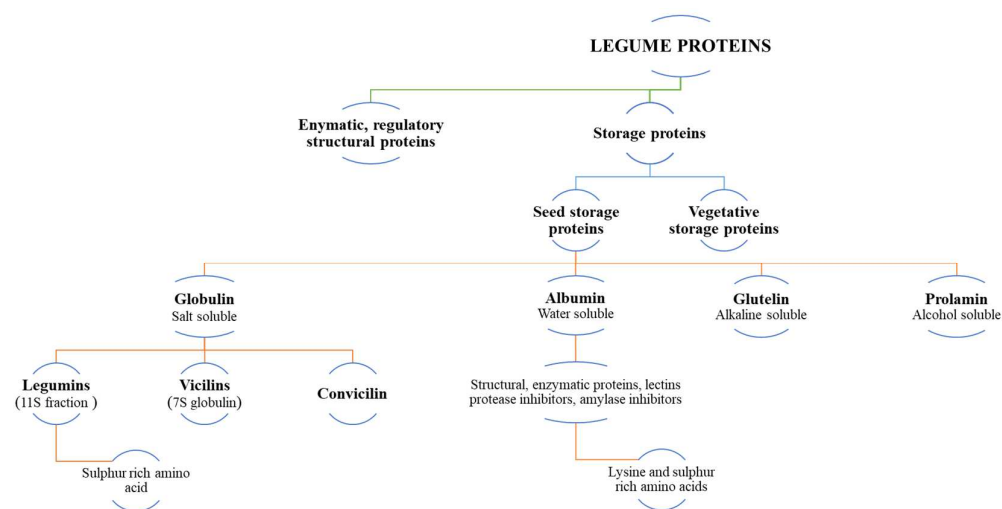 LEGUME PROTEINS
Enymatic, regulatory
structural proteins
Storage proteins
Seed storage
proteins
Vegetative
storage proteins
Globulin
Salt soluble
Albumin
Water soluble
Glutelin
Alkaline soluble
Prolamin
Alcohol soluble
Legumins
(11S fraction )
Vicilins
(7S globulin)
Convicilin
Structural, enzymatic proteins, lectins
protease inhibitors, amylase inhibitors
Sulphur rich amino
acid
Lysine and sulphur
rich amino acids